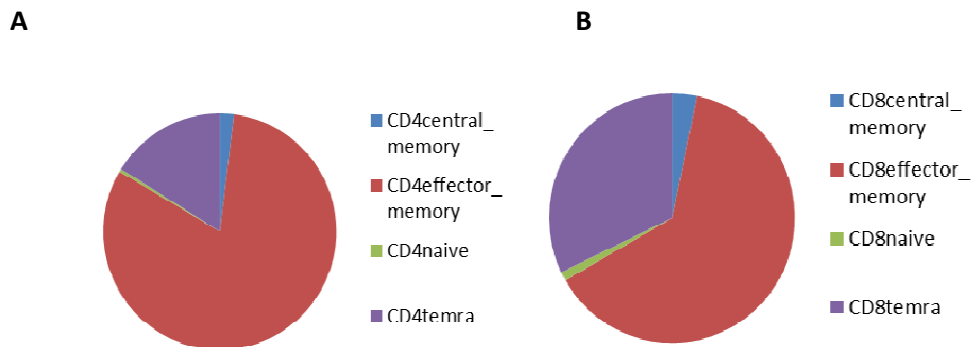 A
B
CD4central_
memory
CD4effector_
memory
CD4naive
CD4temra
CD8central_
memory
CD8effector_
memory
CD8naive
CD8temra